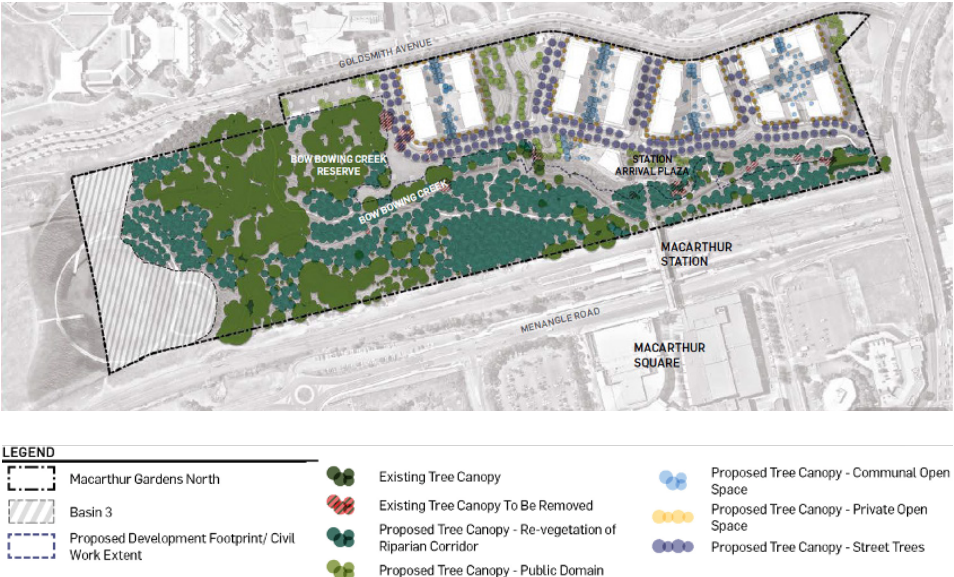 GOLDSMITH AVENUE
BOW BOWING CREEK
RESERVE
STATION
ARRIVAL PLAZA
BOW BOWING CREEK
MACARTHUR
STATION
MENANGLE ROAD
MACARTHUR
SQUARE
LEGEND
Macarthur Gardens North
Basin 3
Proposed Development Footprint/ Civil
Work Extent
Existing Tree Canopy
Existing Tree Canopy To Be Removed
Proposed Tree Canopy - Re-vegetation of
Riparian Corridor
Proposed Tree Canopy - Public Domain
Proposed Tree Canopy - Communal Open
Space
Proposed Tree Canopy - Private Open
Space
Proposed Tree Canopy - Street Trees